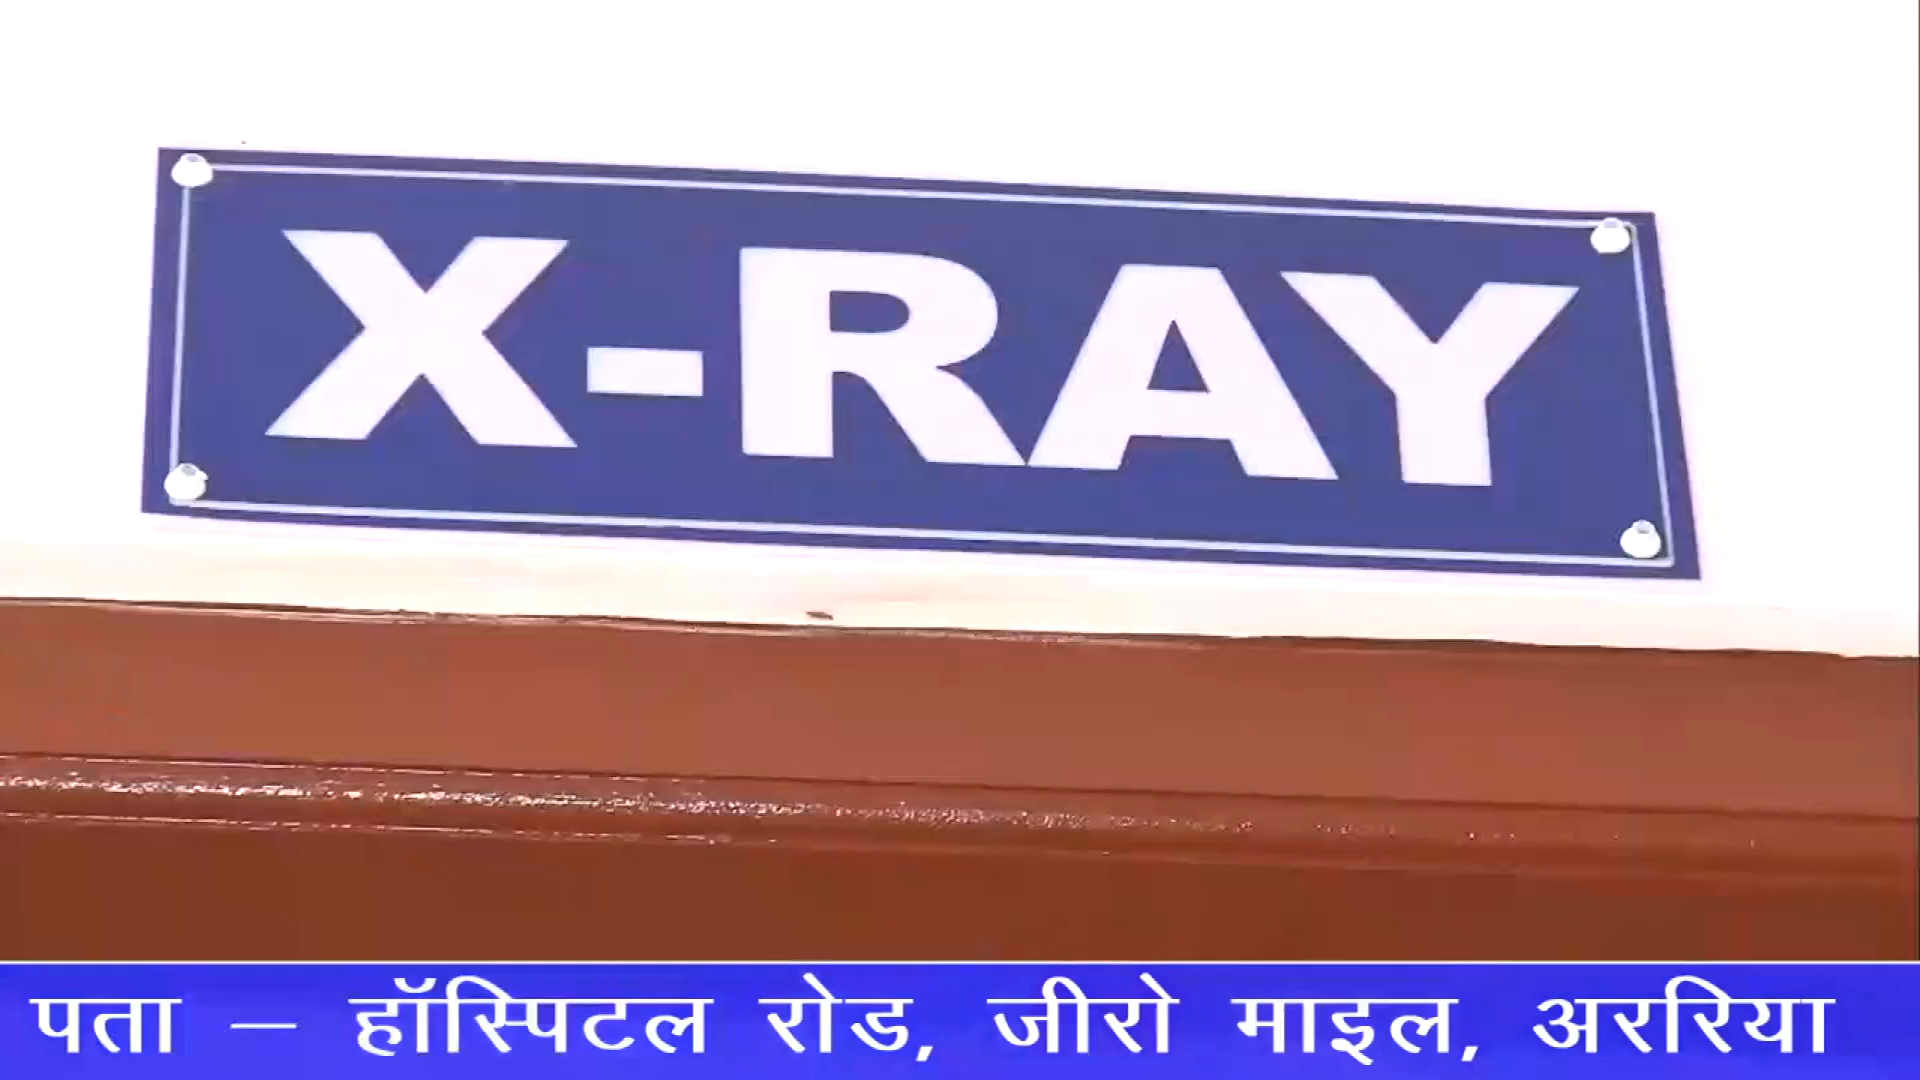 X-RAY
पता – हॉस्पिटल रोड, जीरो माइल, अररिया